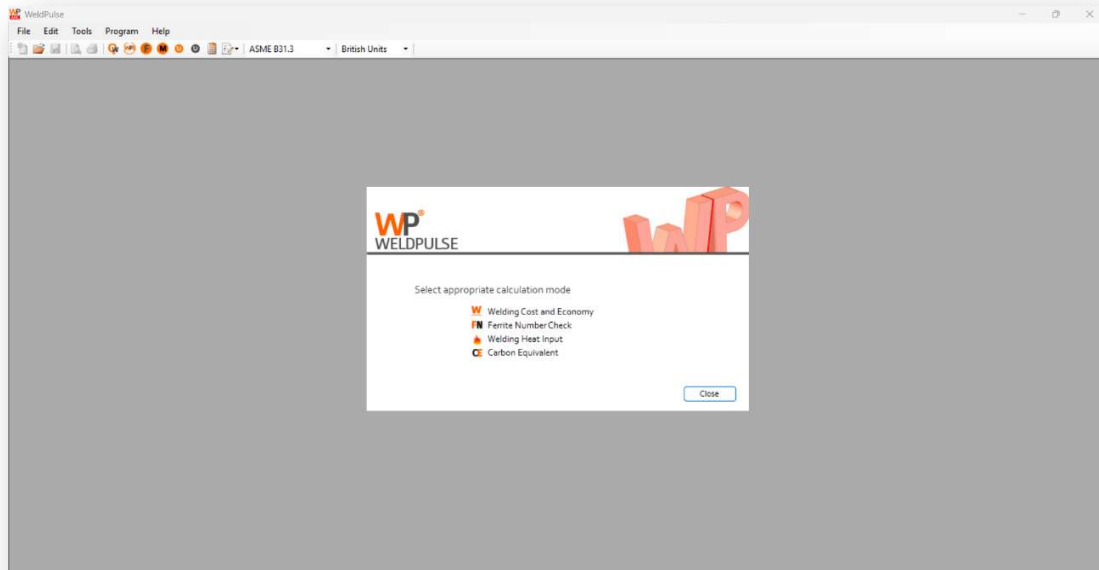 WeldPulse
File Edit Tools Program Help
ASME B31.3 British Units
WP®
WELDPULSE
Select appropriate calculation mode
W Welding Cost and Economy
FN Ferrite Number Check
Welding Heat Input
CE Carbon Equivalent
Close